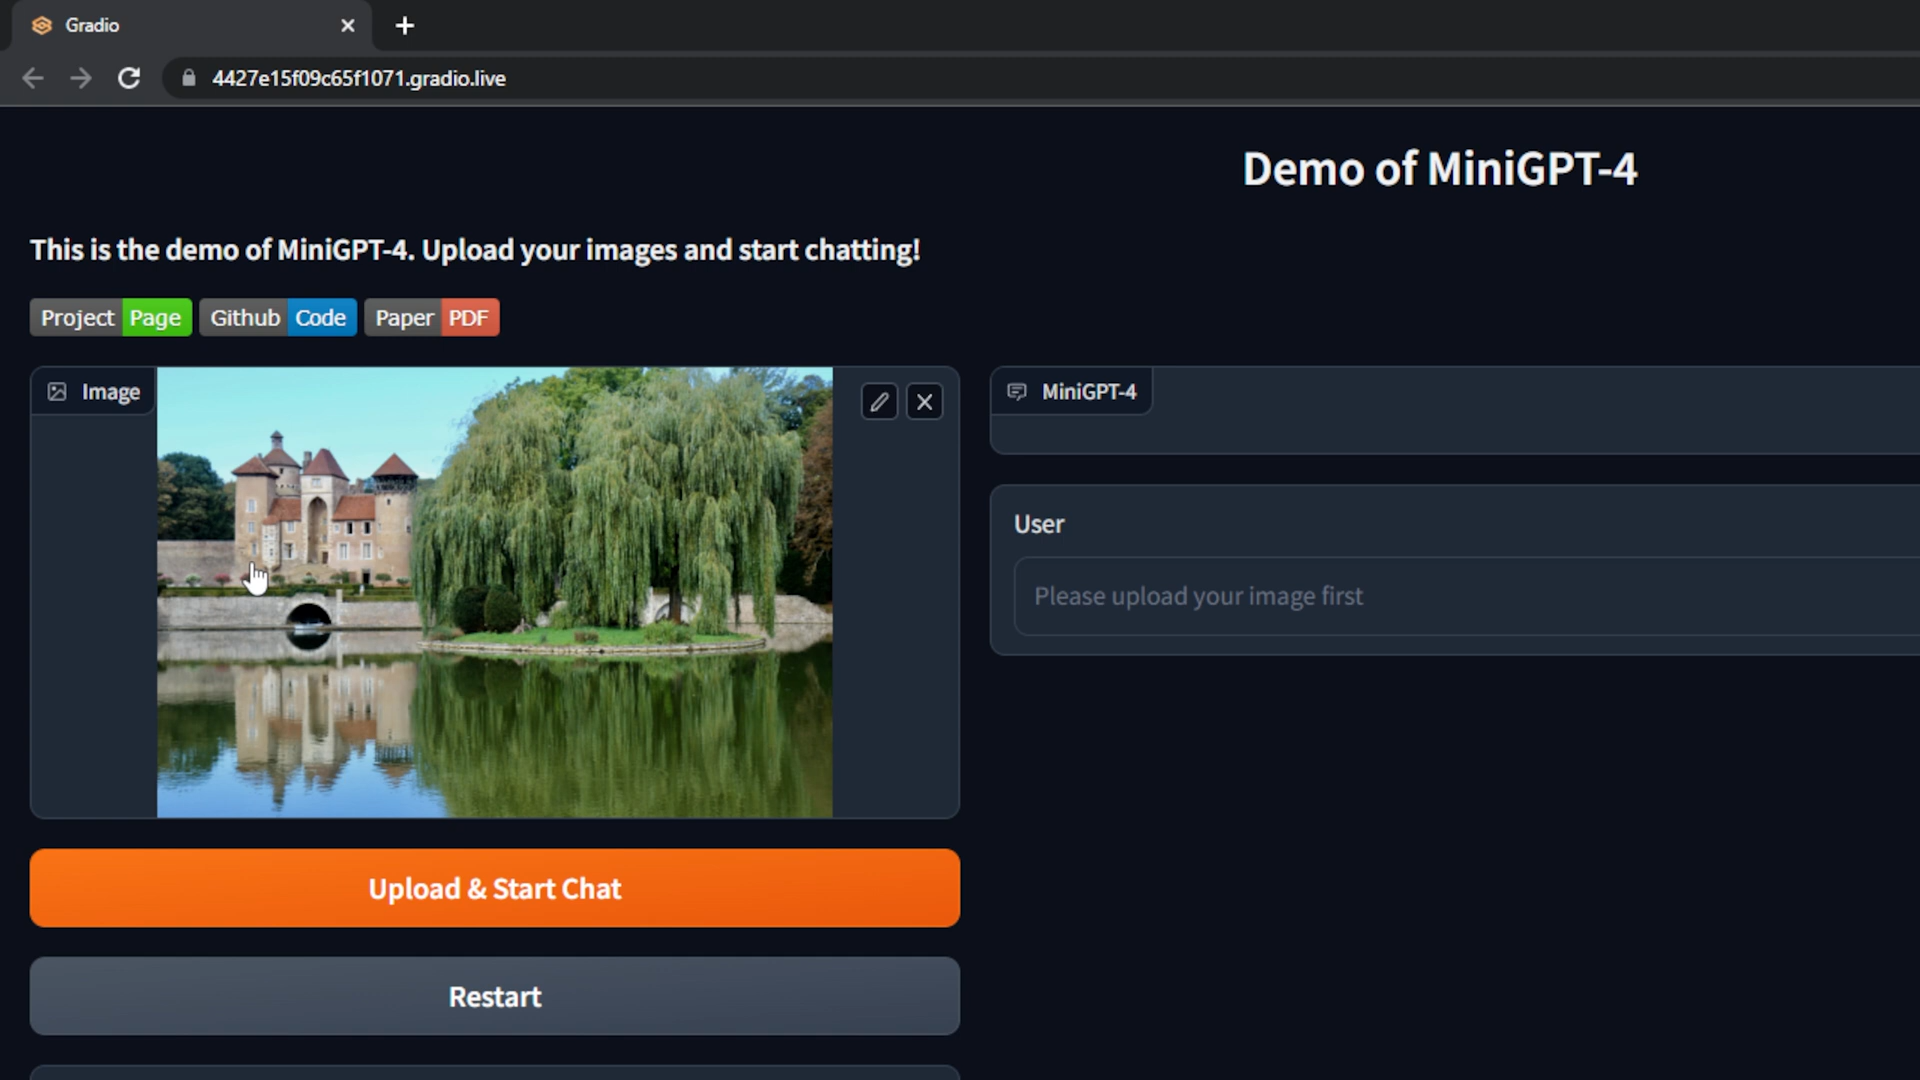 Gradio
4427e15f09c65f1071.gradio.live
Demo of MiniGPT-4
This is the demo of MiniGPT-4. Upload your images and start chatting!
Project Page Github Code Paper PDF
Image
MiniGPT-4
User
Please upload your image first
Upload & Start Chat
Restart